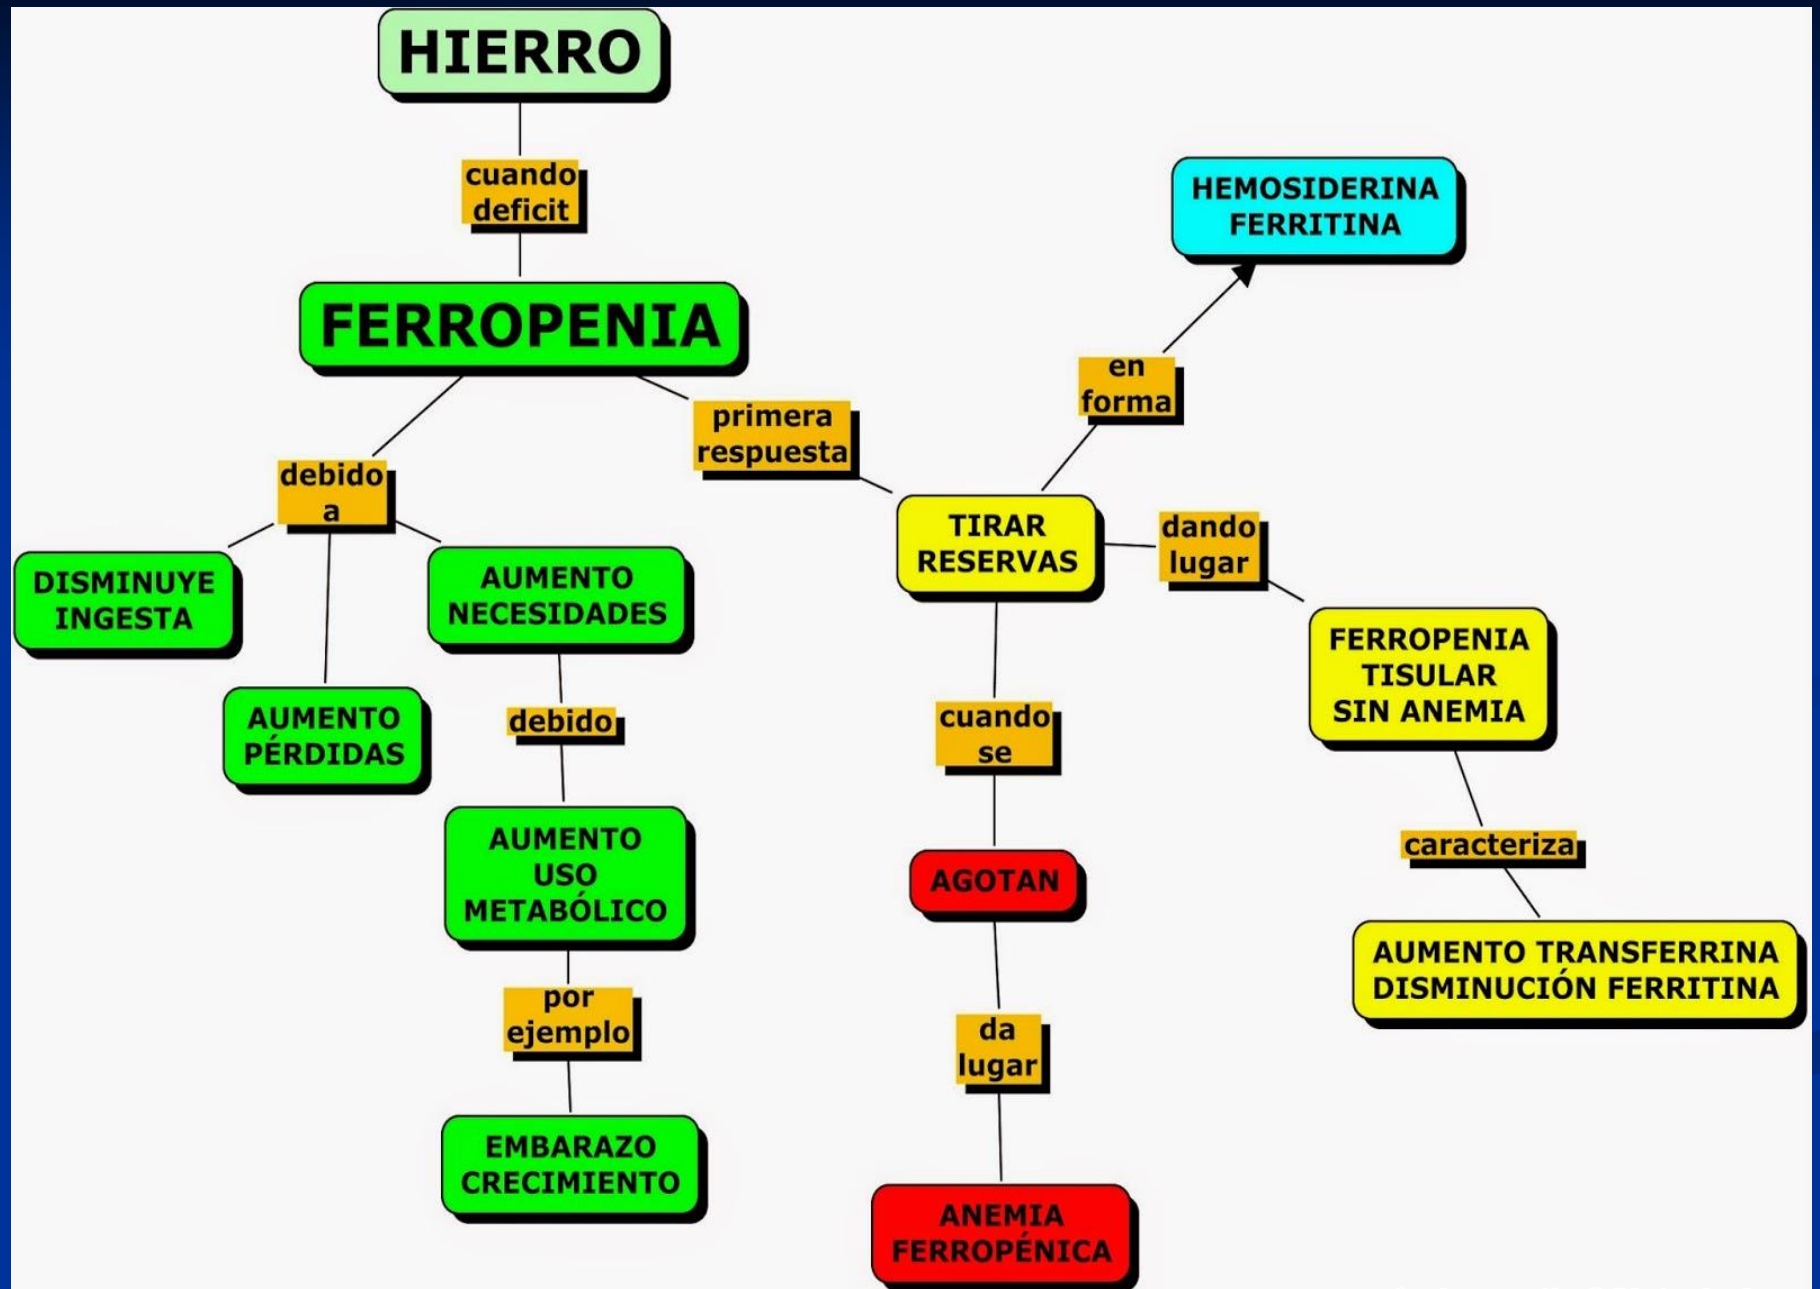 HIERRO
cuando
deficit
FERROPENIA
debido
a
DISMINUYE
INGESTA
AUMENTO
PÉRDIDAS
AUMENTO
NECESIDADES
debido
AUMENTO
USO
METABÓLICO
por
ejemplo
EMBARAZO
CRECIMIENTO
primera
respuesta
TIRAR
RESERVAS
en
forma
HEMOSIDERINA
FERRITINA
dando
lugar
FERROPENIA
TISULAR
SIN ANEMIA
caracteriza
AUMENTO TRANSFERRINA
DISMINUCIÓN FERRITINA
cuando
se
AGOTAN
da
lugar
ANEMIA
FERROPÉNICA